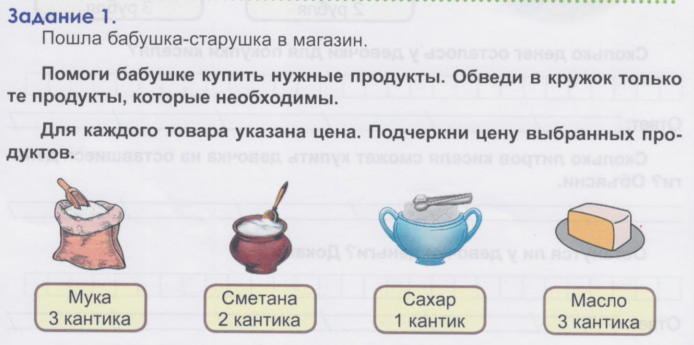 Задание 1.
Пошла бабушка-старушка в магазин.
Помоги бабушке купить нужные продукты. Обведи в кружок только
те продукты, которые необходимы.
Для каждого товара указана цена. Подчеркни цену выбранных про-
дуктов.
Мука
3 кантика
Сметана
2 кантика
Сахар
1 кантик
Масло
3 кантика